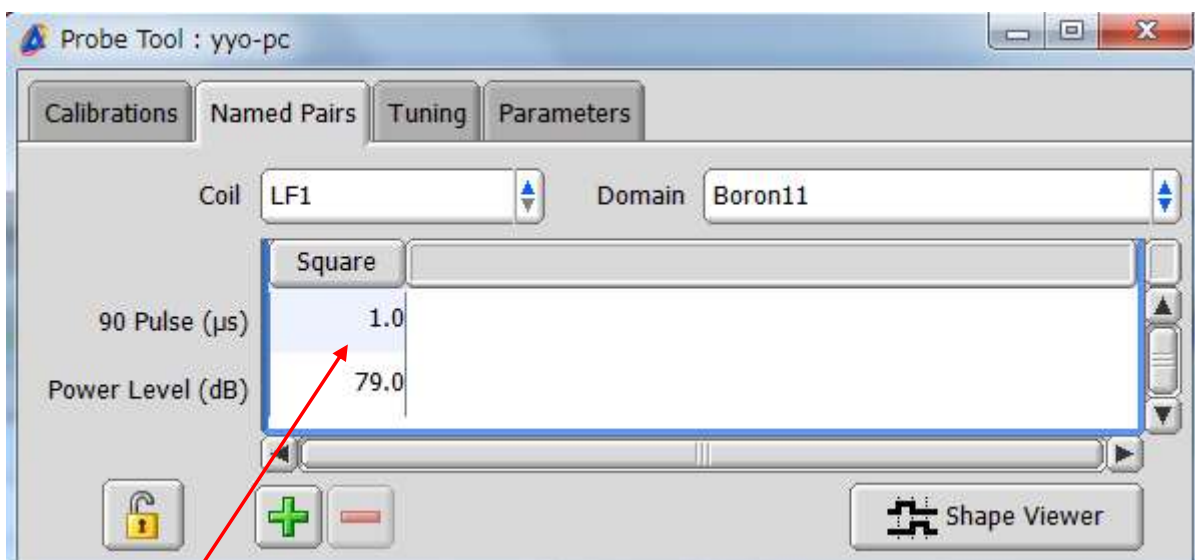 Probe Tool : yyo-pc
Calibrations Named Pairs Tuning Parameters
Coil LF1 Domain Boron11
Square
90 Pulse (µs) 1.0
Power Level (dB) 79.0
Shape Viewer